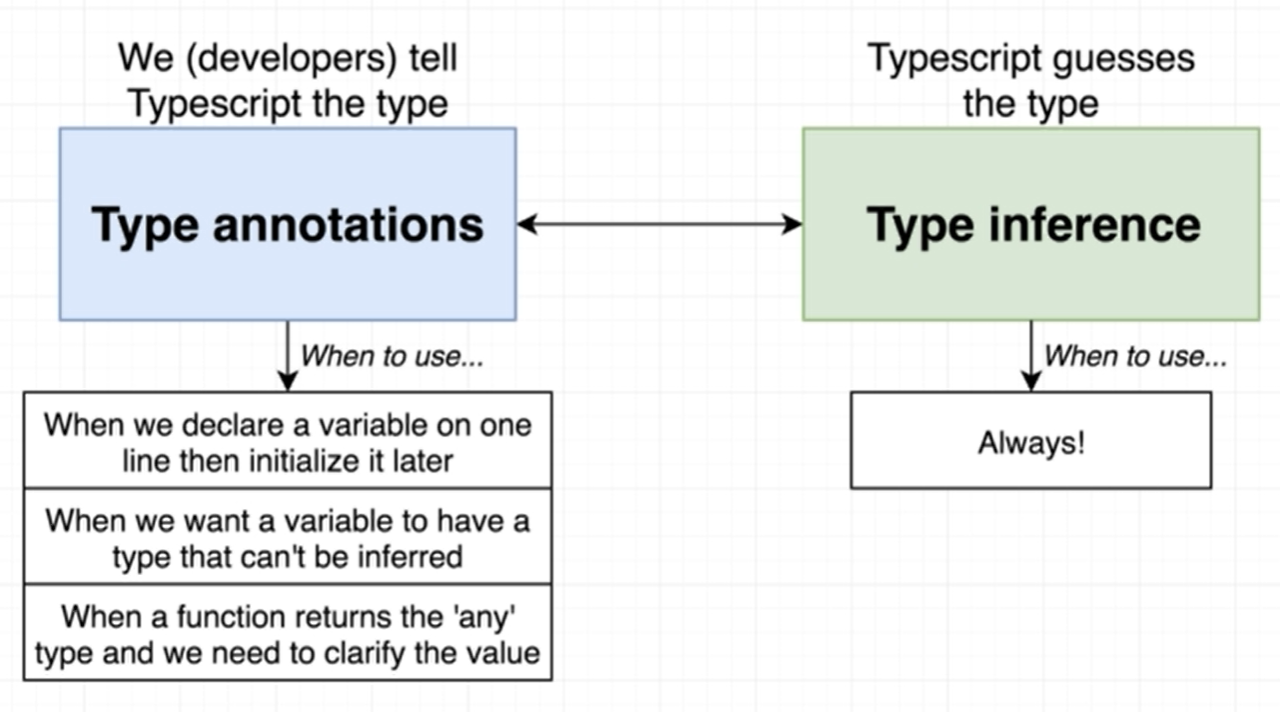 We (developers) tell
Typescript the type
Type annotations
When to use...
When we declare a variable on one
line then initialize it later
When we want a variable to have a
type that can't be inferred
When a function returns the 'any'
type and we need to clarify the value
Typescript guesses
the type
Type inference
When to use...
Always!